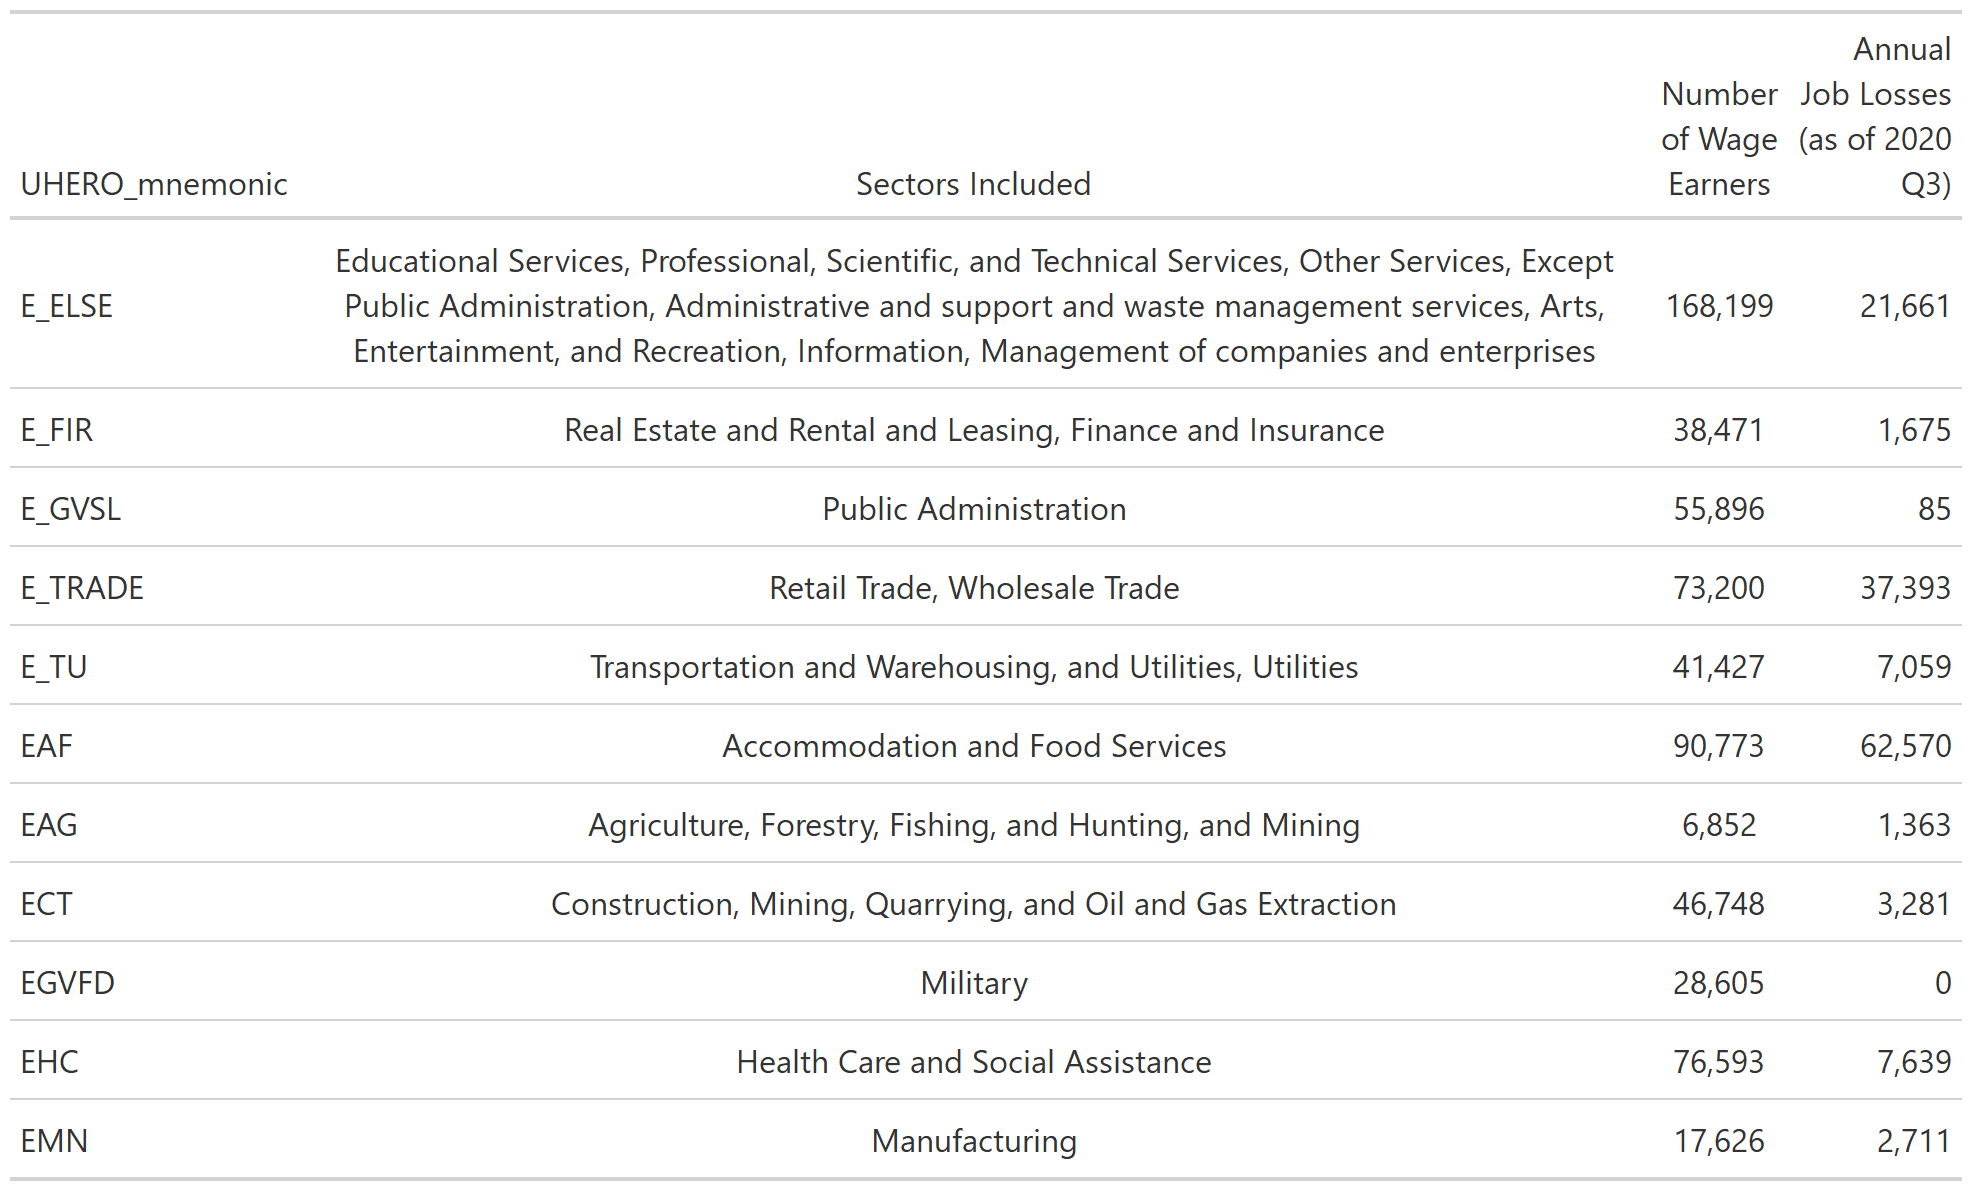 UHERO_mnemonic Sectors Included Number of Wage Earners Annual Job Losses (as of 2020 Q3)
E_ELSE Educational Services, Professional, Scientific, and Technical Services, Other Services, Except Public Administration, Administrative and support and waste management services, Arts, Entertainment, and Recreation, Information, Management of companies and enterprises 168,199 21,661
E_FIR Real Estate and Rental and Leasing, Finance and Insurance 38,471 1,675
E_GVSL Public Administration 55,896 85
E_TRADE Retail Trade, Wholesale Trade 73,200 37,393
E_TU Transportation and Warehousing, and Utilities, Utilities 41,427 7,059
EAF Accommodation and Food Services 90,773 62,570
EAG Agriculture, Forestry, Fishing, and Hunting, and Mining 6,852 1,363
ECT Construction, Mining, Quarrying, and Oil and Gas Extraction 46,748 3,281
EGVFD Military 28,605 0
EHC Health Care and Social Assistance 76,593 7,639
EMN Manufacturing 17,626 2,711